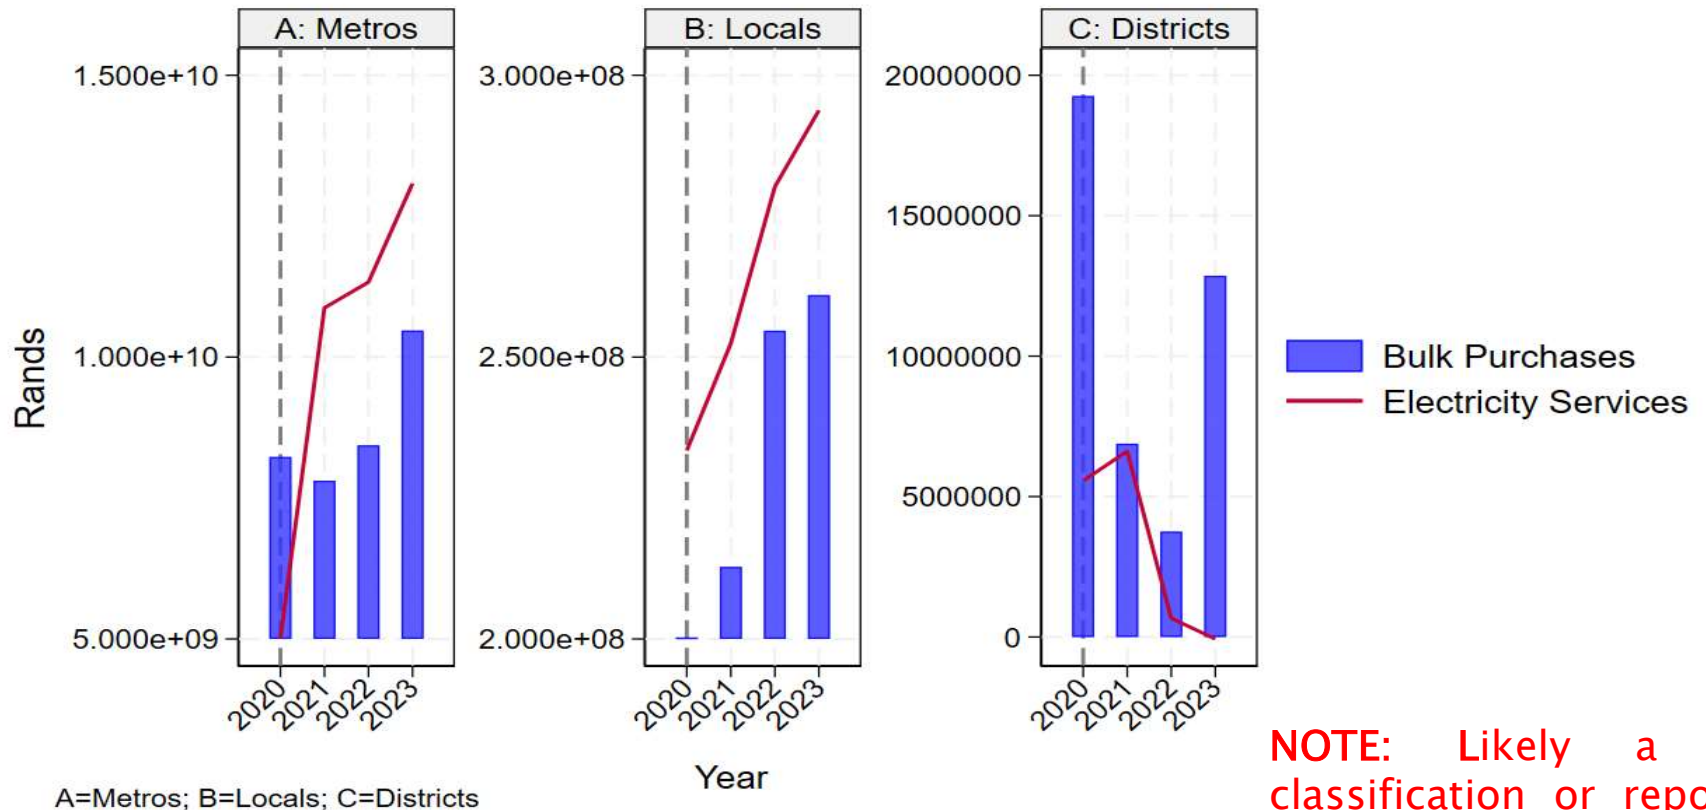 A: Metros
B: Locals
C: Districts
1.500e+10
1.000e+10
5.000e+09
3.000e+08
2.500e+08
2.000e+08
20000000
15000000
10000000
5000000
0
Rands
Bulk Purchases
Electricity Services
2020 2021 2022 2023
2020 2021 2022 2023
2020 2021 2022 2023
Year
A=Metros; B=Locals; C=Districts
NOTE: Likely a
classification or repo